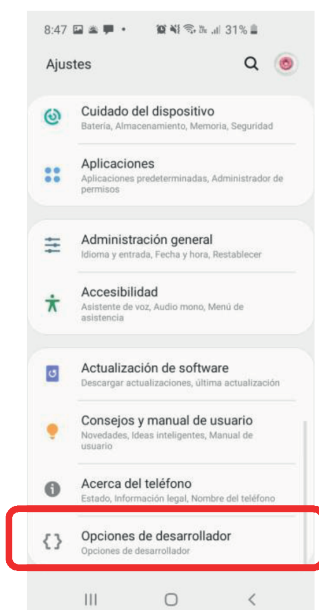 8:47 31%
Ajustes
Cuidado del dispositivo
Batería, Almacenamiento, Memoria, Seguridad
Aplicaciones
Aplicaciones predeterminadas, Administrador de
permisos
Administración general
Idioma y entrada, Fecha y hora, Restablecer
Accesibilidad
Asistente de voz, Audio mono, Menú de
asistencia
Actualización de software
Descargar actualizaciones, última actualización
Consejos y manual de usuario
Novedades, Ideas inteligentes, Manual de
usuario
Acerca del teléfono
Estado, Información legal, Nombre del teléfono
Opciones de desarrollador
Opciones de desarrollador